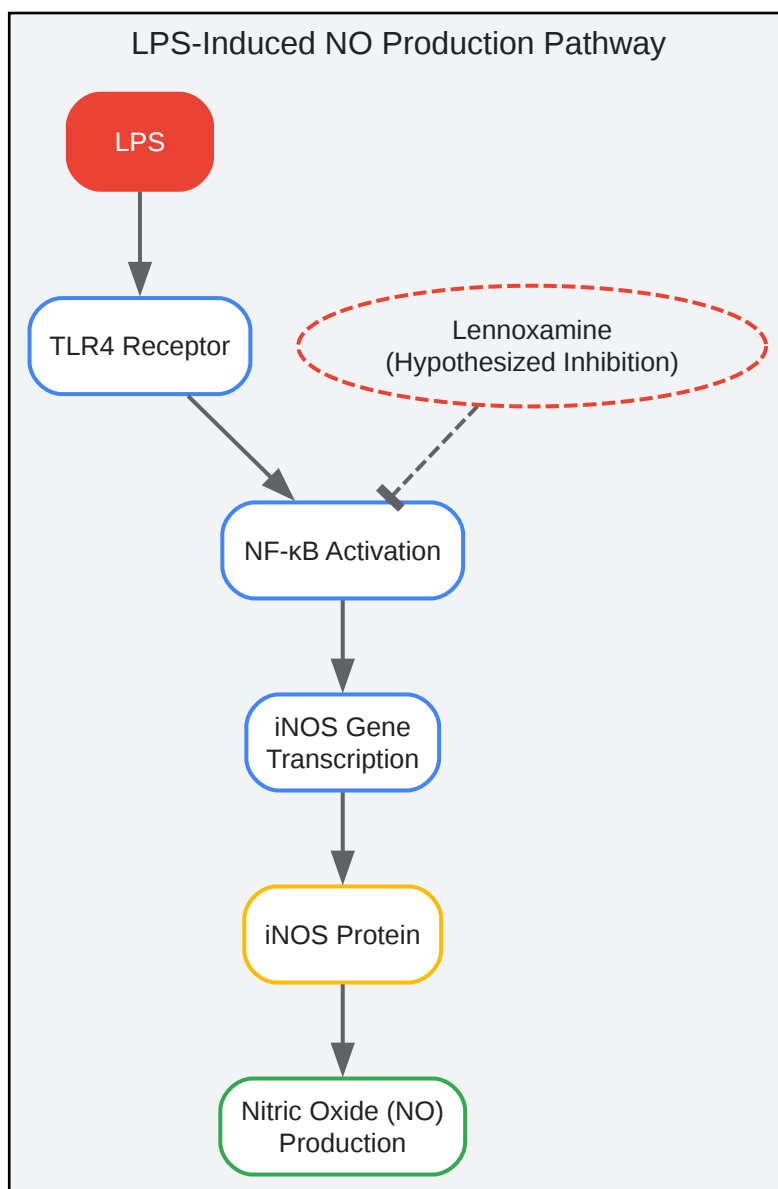 LPS-Induced NO Production Pathway
LPS
TLR4 Receptor
Lennoxamine
(Hypothesized Inhibition)
NF-κB Activation
iNOS Gene
Transcription
iNOS Protein
Nitric Oxide (NO)
Production